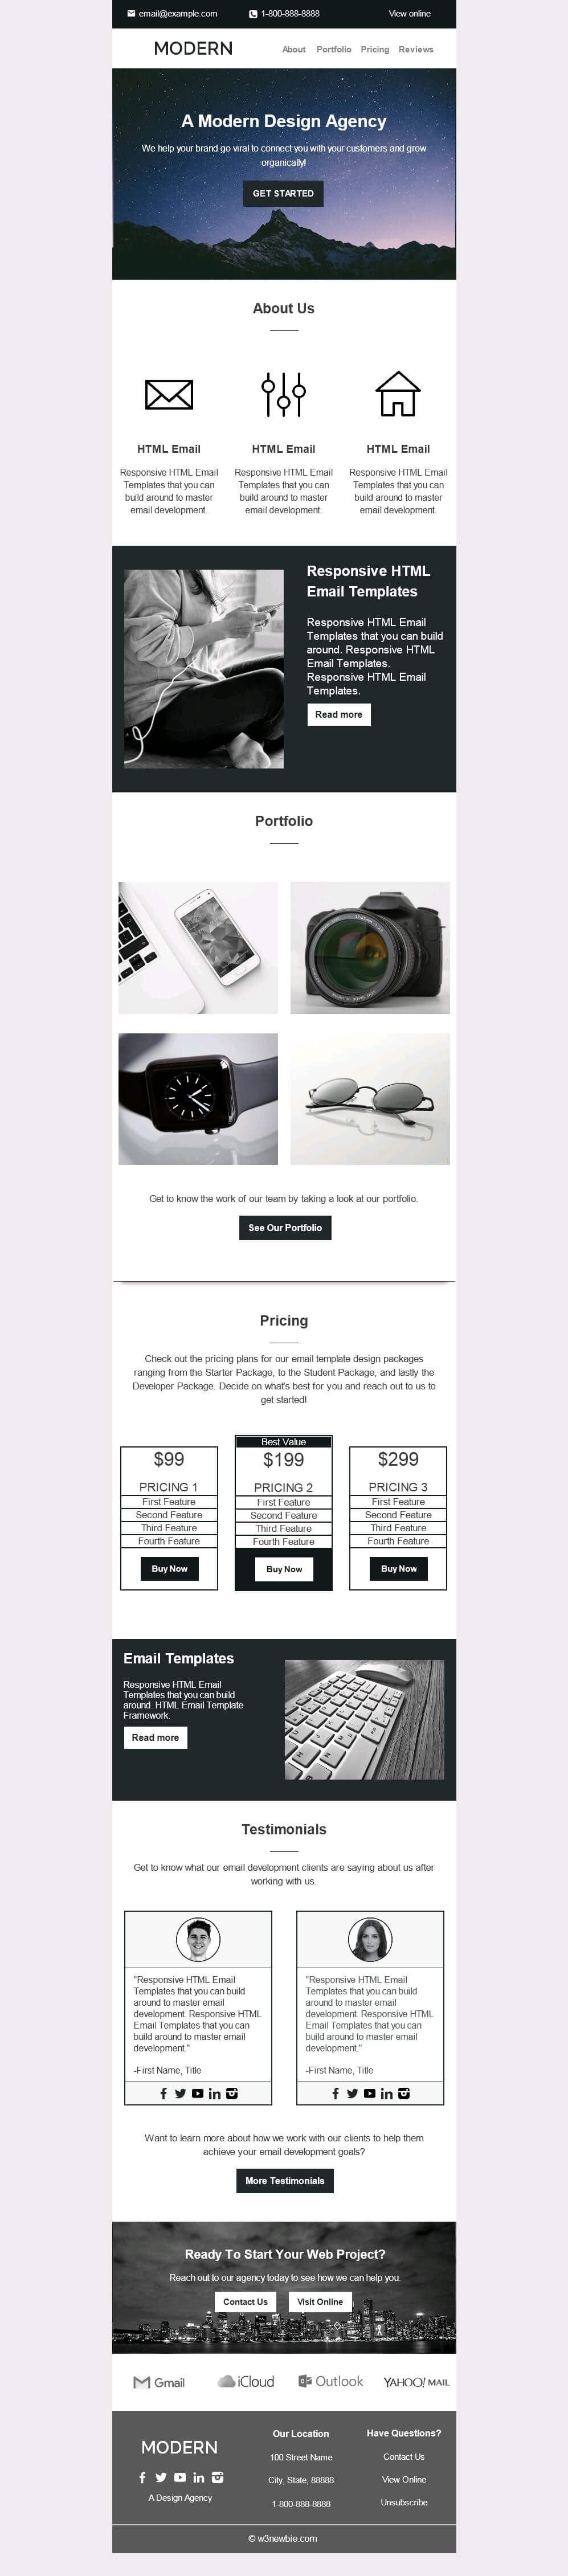 email@example.com 1-800-888-8888 View online
MODERN About Portfolio Pricing Reviews
A Modern Design Agency
We help your brand go viral to connect you with your customers and grow
organically!
GET STARTED
About Us
HTML Email
Responsive HTML Email
Templates that you can
build around to master
email development.
HTML Email
Responsive HTML Email
Templates that you can
build around to master
email development.
HTML Email
Responsive HTML Email
Templates that you can
build around to master
email development.
Responsive HTML
Email Templates
Responsive HTML Email
Templates that you can build
around. Responsive HTML
Email Templates.
Responsive HTML Email
Templates.
Read more
Portfolio
Get to know the work of our team by taking a look at our portfolio.
See Our Portfolio
Pricing
Check out the pricing plans for our email template design packages
ranging from the Starter Package, to the Student Package, and lastly the
Developer Package. Decide on what's best for you and reach out to us to
get started!
$99
PRICING 1
First Feature
Second Feature
Third Feature
Fourth Feature
Buy Now
Best Value
$199
PRICING 2
First Feature
Second Feature
Third Feature
Fourth Feature
Buy Now
$299
PRICING 3
First Feature
Second Feature
Third Feature
Fourth Feature
Buy Now
Email Templates
Responsive HTML Email
Templates that you can build
around. HTML Email Template
Framework.
Read more
Testimonials
Get to know what our email development clients are saying about us after
working with us.
"Responsive HTML Email
Templates that you can build
around to master email
development. Responsive HTML
Email Templates that you can
build around to master email
development."
-First Name, Title
"Responsive HTML Email
Templates that you can build
around to master email
development. Responsive HTML
Email Templates that you can
build around to master email
development."
-First Name, Title
Want to learn more about how we work with our clients to help them
achieve your email development goals?
More Testimonials
Ready To Start Your Web Project?
Reach out to our agency today to see how we can help you.
Contact Us Visit Online
Gmail iCloud Outlook YAHOO! MAIL
MODERN
A Design Agency
Our Location
100 Street Name
City, State, 88888
1-800-888-8888
Have Questions?
Contact Us
View Online
Unsubscribe
© w3newbie.com